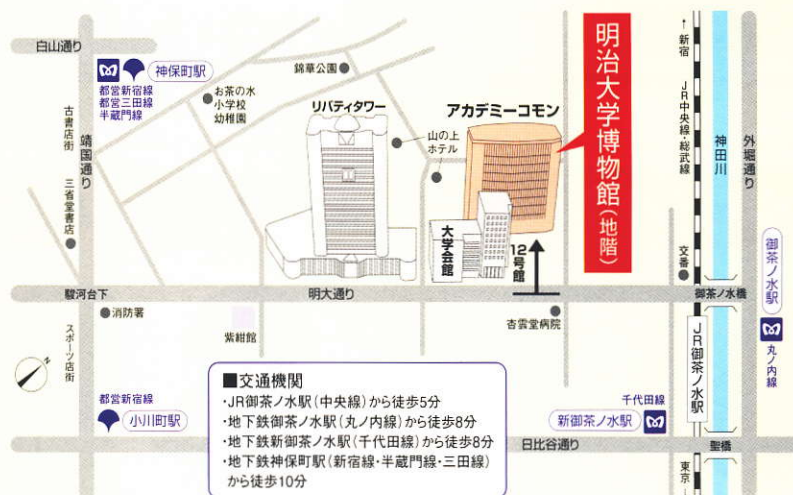 白山通り
神保町駅
都営新宿線
都営三田線
半蔵門線
古書店街
靖国通り
三省堂書店
錦華公園
お茶の水
小学校
幼稚園
リバティタワー
山の上
ホテル
アカデミーコモン
明治大学博物館(地階)
↑新宿
JR中央線・総武線
神田川
外堀通り
大学会館
12号館
交番
御茶ノ水駅
丸ノ内線
駿河台下
明大通り
御茶ノ水橋
消防署
紫紺館
杏雲堂病院
スポーツ店街
N
JR御茶ノ水駅
都営新宿線
小川町駅
■交通機関
・JR御茶ノ水駅(中央線)から徒歩5分
・地下鉄御茶ノ水駅(丸ノ内線)から徒歩8分
・地下鉄新御茶ノ水駅(千代田線)から徒歩8分
・地下鉄神保町駅(新宿線・半蔵門線・三田線)
から徒歩10分
千代田線
新御茶ノ水駅
日比谷通り
聖橋
東京↓